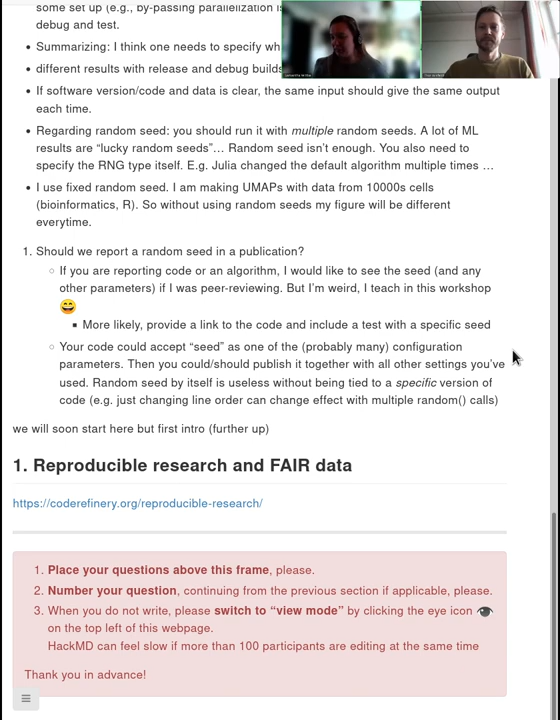 some set up (e.g., by-passing parallelization
debug and test.
Summarizing: I think one needs to specify
different results with release and debug builds
If software version/code and data is clear, the same input should give the same output
each time.
Regarding random seed: you should run it with multiple random seeds. A lot of ML
results are “lucky random seeds”… Random seed isn’t enough. You also need to
specify the RNG type itself. E.g. Julia changed the default algorithm multiple times …
I use fixed random seed. I am making UMAPs with data from 10000s cells
(bioinformatics, R). So without using random seeds my figure will be different
everytime.
1. Should we report a random seed in a publication?
If you are reporting code or an algorithm, I would like to see the seed (and any
other parameters) if I was peer-reviewing. But I’m weird, I teach in this workshop
😄
More likely, provide a link to the code and include a test with a specific seed
Your code could accept “seed” as one of the (probably many) configuration
parameters. Then you could/should publish it together with all other settings you’ve
used. Random seed by itself is useless without being tied to a specific version of
code (e.g. just changing line order can change effect with multiple random() calls)
we will soon start here but first intro (further up)
1. Reproducible research and FAIR data
https://coderefinery.org/reproducible-research/
1. Place your questions above this frame, please.
2. Number your question, continuing from the previous section if applicable, please.
3. When you do not write, please switch to “view mode” by clicking the eye icon 👁
on the top left of this webpage.
HackMD can feel slow if more than 100 participants are editing at the same time
Thank you in advance!